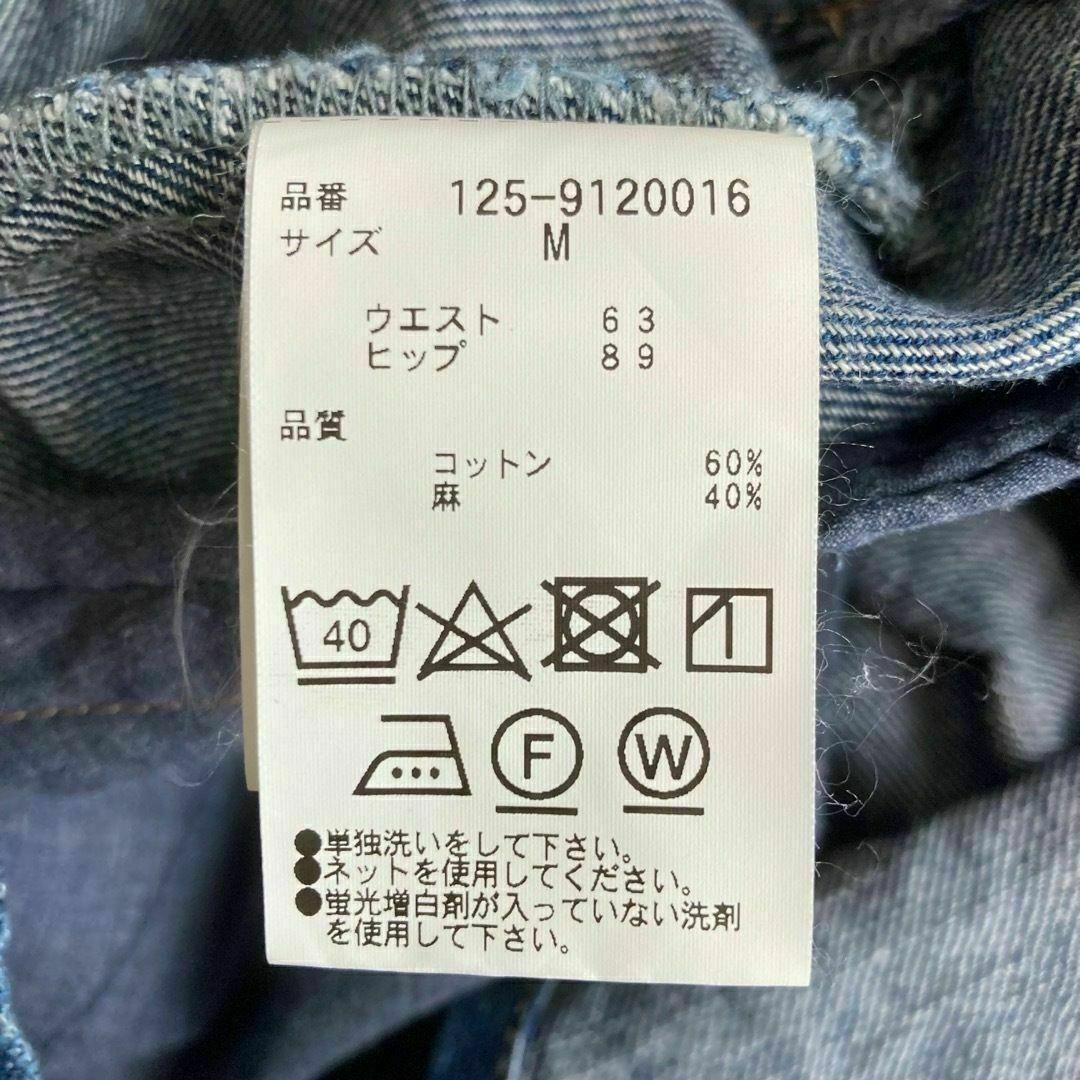 品番 125-9120016
サイズ M
ウエスト 63
ヒップ 89
品質
コットン 60%
麻 40%
40
F W
●単独洗いをして下さい。
●ネットを使用してください。
●蛍光増白剤が入っていない洗剤
を使用して下さい。